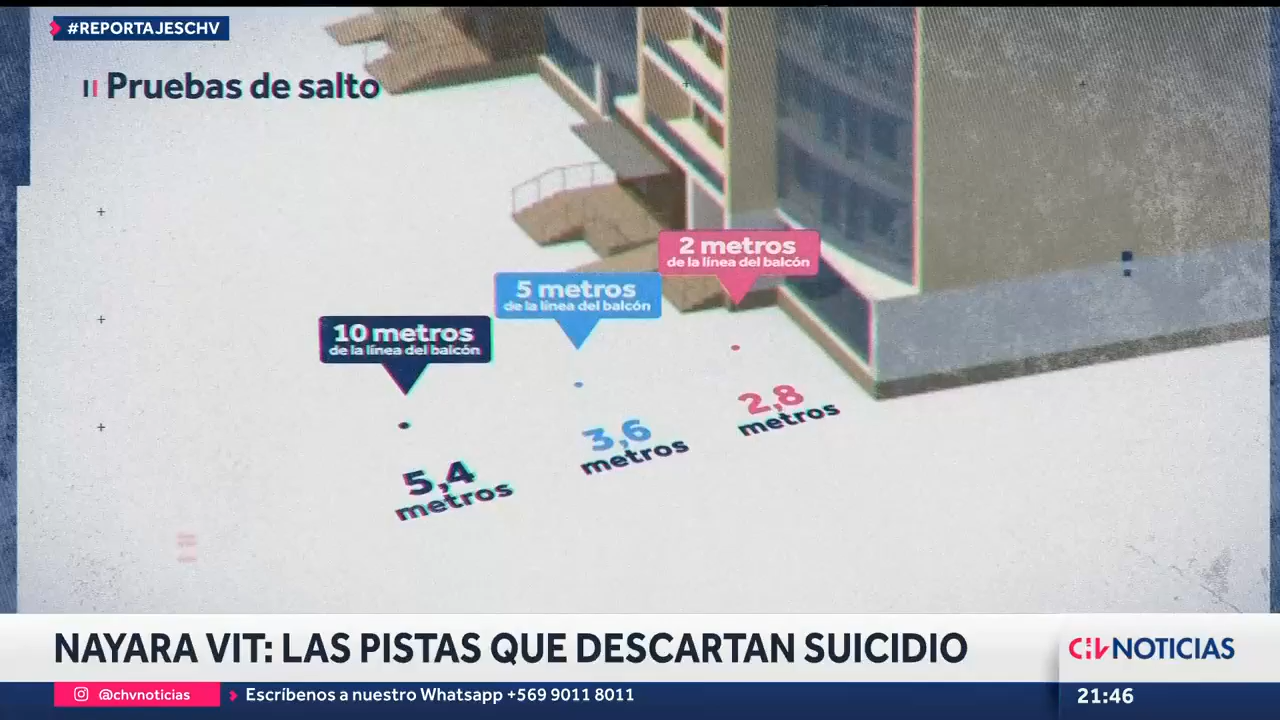 #REPORTAJESCHV
Pruebas de salto
2 metros
de la línea del balcón
5 metros
de la línea del balcón
10 metros
de la línea del balcón
2,8
metros
3,6
metros
5,4
metros
NAYARA VIT: LAS PISTAS QUE DESCARTAN SUICIDIO
CHV NOTICIAS
@chvnoticias
Escríbenos a nuestro Whatsapp +569 9011 8011
21:46